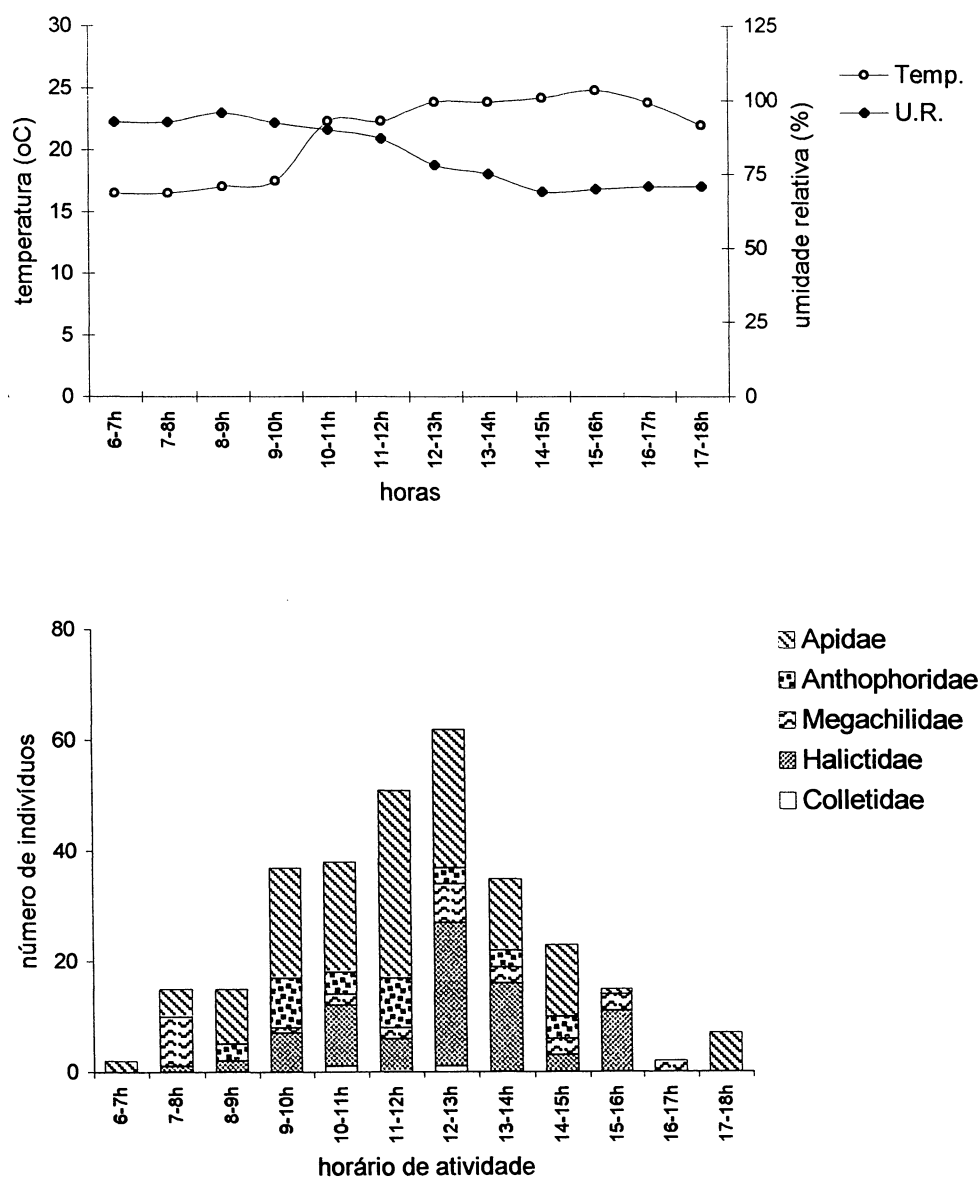 30
25
20
15
10
5
0
temperatura (oC)
125
100
75
50
25
0
umidade relativa (%)
Temp.
U.R.
6-7h
7-8h
8-9h
9-10h
10-11h
11-12h
12-13h
13-14h
14-15h
15-16h
16-17h
17-18h
horas
80
60
40
20
0
número de indivíduos
Apidae
Anthophoridae
Megachilidae
Halictidae
Colletidae
6-7h
7-8h
8-9h
9-10h
10-11h
11-12h
12-13h
13-14h
14-15h
15-16h
16-17h
17-18h
horário de atividade